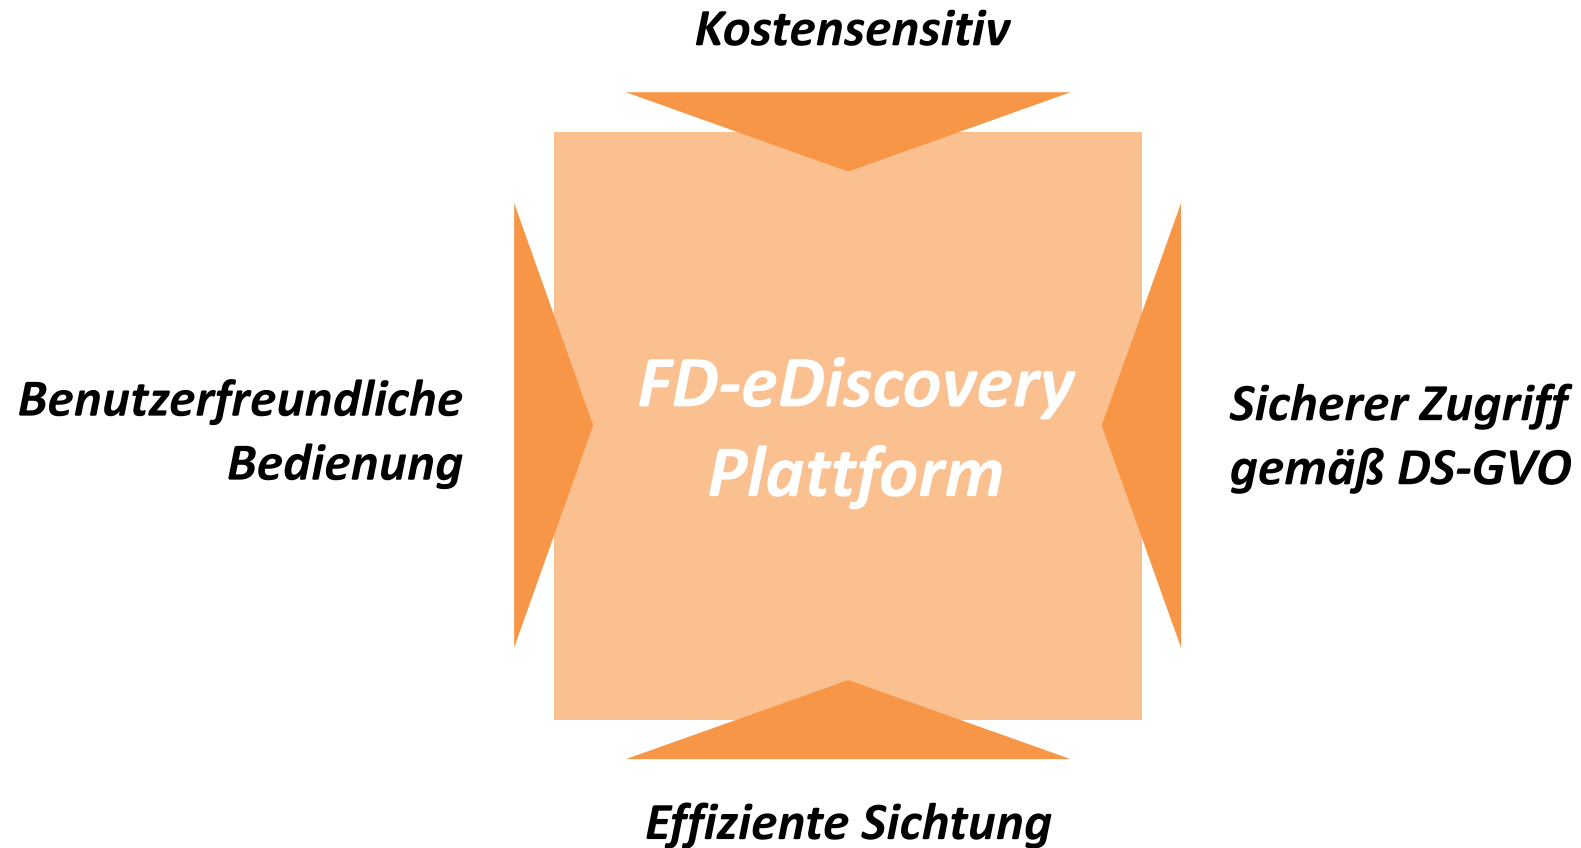 Kostensensitiv
Benutzerfreundliche
Bedienung
FD-eDiscovery
Plattform
Sicherer Zugriff
gemäß DS-GVO
Effiziente Sichtung